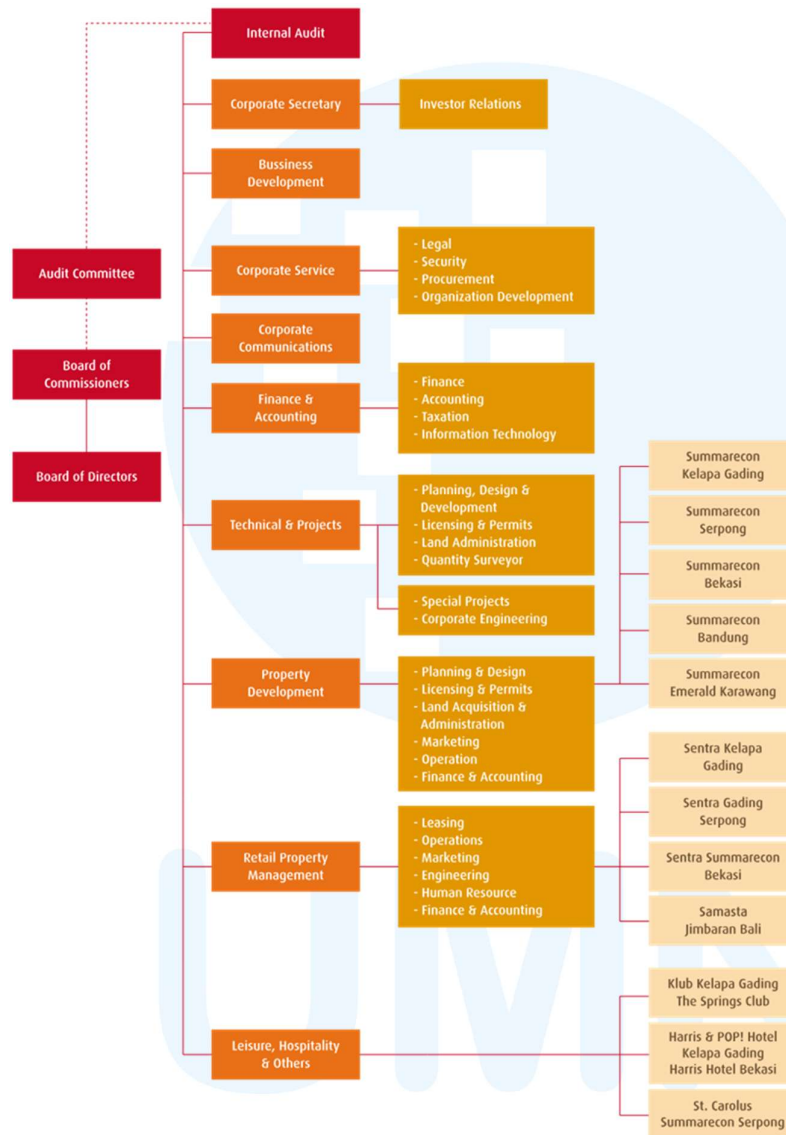 Internal Audit
Corporate Secretary
Investor Relations
Bussiness
Development
Audit Committee
Corporate Service
- Legal
- Security
- Procurement
- Organization Development
Corporate
Communications
Board of
Commissioners
Finance &
Accounting
- Finance
- Accounting
- Taxation
- Information Technology
Board of Directors
Technical & Projects
- Planning, Design &
Development
- Licensing & Permits
- Land Administration
- Quantity Surveyor
- Special Projects
- Corporate Engineering
Property
Development
- Planning & Design
- Licensing & Permits
- Land Acquisition &
Administration
- Marketing
- Operation
- Finance & Accounting
Summarecon
Kelapa Gading
Summarecon
Serpong
Summarecon
Bekasi
Summarecon
Bandung
Summarecon
Emerald Karawang
Retail Property
Management
- Leasing
- Operations
- Marketing
- Engineering
- Human Resource
- Finance & Accounting
Sentra Kelapa
Gading
Sentra Gading
Serpong
Sentra Summarecon
Bekasi
Samasta
Jimbaran Bali
Leisure, Hospitality
& Others
Klub Kelapa Gading
The Springs Club
Harris & POP! Hotel
Kelapa Gading
Harris Hotel Bekasi
St. Carolus
Summarecon Serpong
UMN